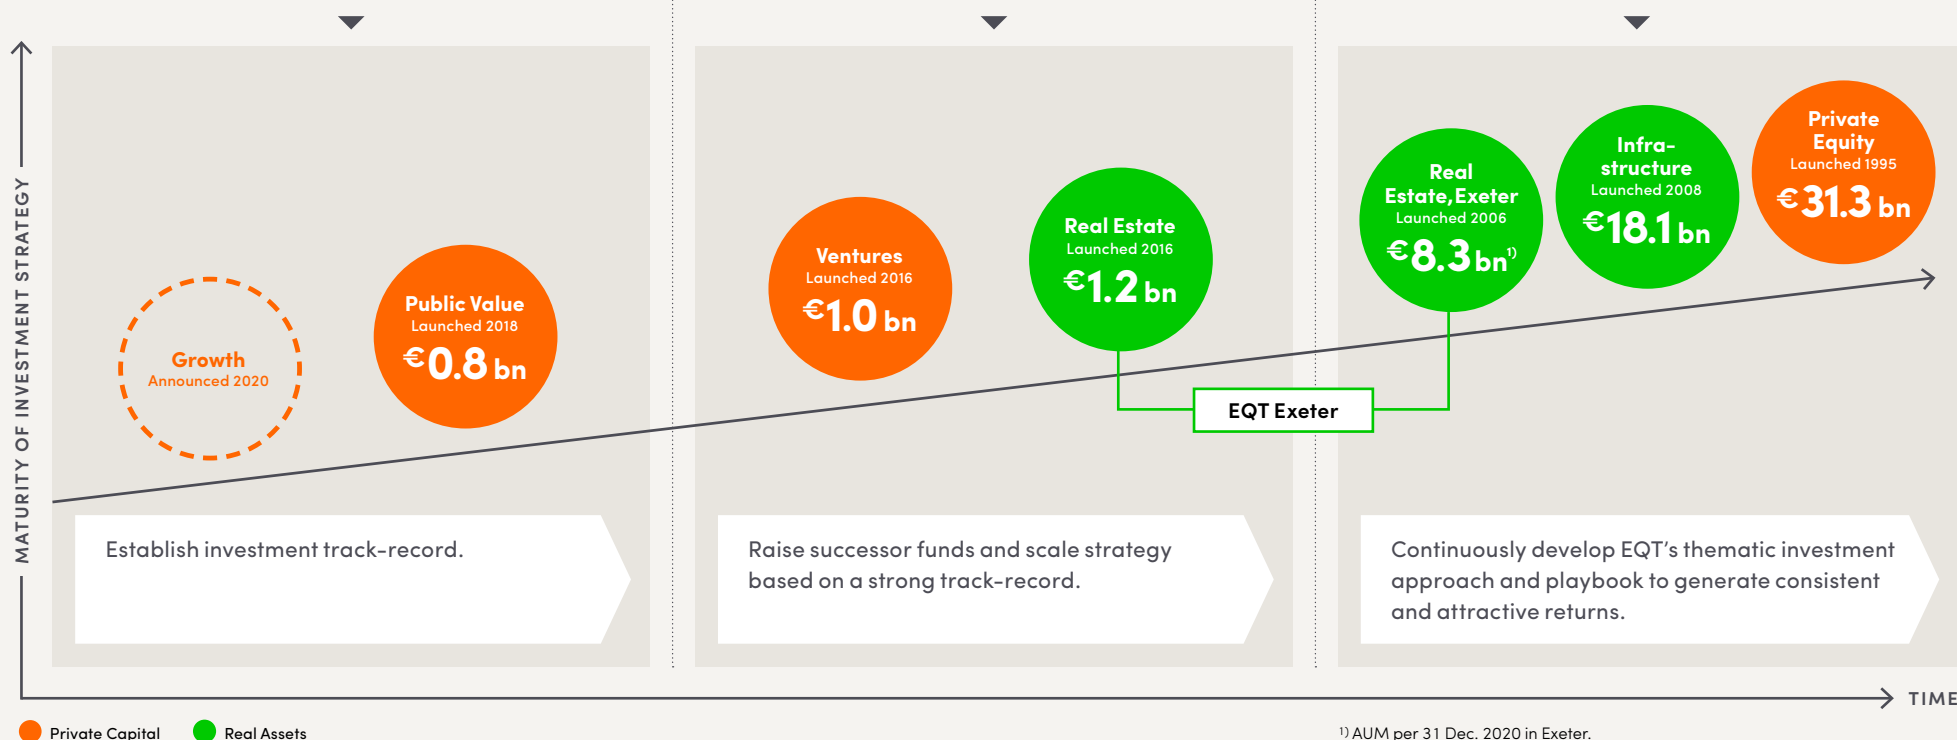 MATURITY OF INVESTMENT STRATEGY
Growth
Announced 2020
Public Value
Launched 2018
€0.8 bn
Establish investment track-record.
Ventures
Launched 2016
€1.0 bn
Real Estate
Launched 2016
€1.2 bn
EQT Exeter
Raise successor funds and scale strategy
based on a strong track-record.
Real
Estate, Exeter
Launched 2006
€8.3 bn¹⁾
Infra-
structure
Launched 2008
€18.1 bn
Private
Equity
Launched 1995
€31.3 bn
Continuously develop EQT’s thematic investment
approach and playbook to generate consistent
and attractive returns.
TIME
Private Capital
Real Assets
¹⁾ AUM per 31 Dec. 2020 in Exeter.